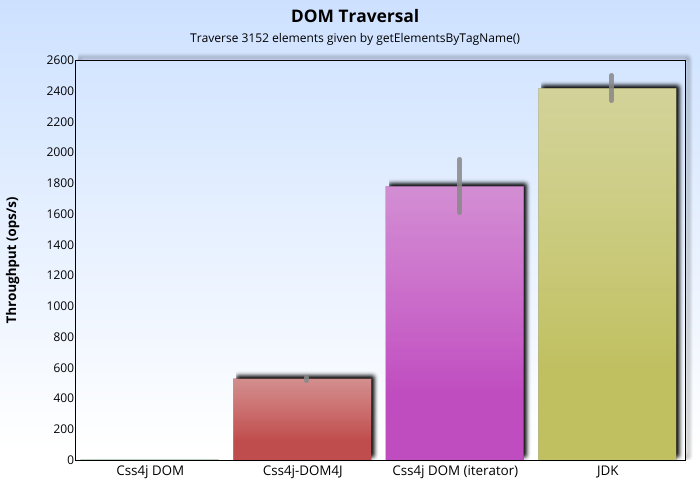 DOM Traversal
Traverse 3152 elements given by getElementsByTagName()
Throughput (ops/s)
2600
2400
2200
2000
1800
1600
1400
1200
1000
800
600
400
200
0
Css4j DOM
Css4j-DOM4J
Css4j DOM (iterator)
JDK